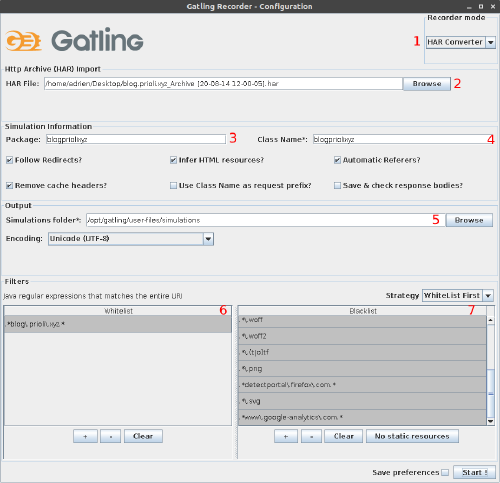 Gatling Recorder - Configuration
Recorder mode
Gatling
1 HAR Converter
Http Archive (HAR) Import
HAR File: /home/adrien/Desktop/blog.prioli.xyz_Archive [20-08-14 12-00-05].har Browse 2
Simulation Information
Package: blogpriolixyz 3 Class Name*: blogpriolixyz 4
Follow Redirects? Infer HTML resources? Automatic Referers?
Remove cache headers? Use Class Name as request prefix? Save & check response bodies?
Output
Simulations folder*: /opt/gatling/user-files/simulations 5 Browse
Encoding: Unicode (UTF-8)
Filters
Java regular expressions that matches the entire URI Strategy WhiteList First
Whitelist 6 Blacklist 7
.*blog\.prioli\.xyz.*
.*\.woff
.*\.woff2
.*\.(t|o)tf
.*\.png
.*detectportal\.firefox\.com.*
.*\.svg
.*www\.google-analytics\.com.*
+ - Clear + - Clear No static resources
Save preferences Start !